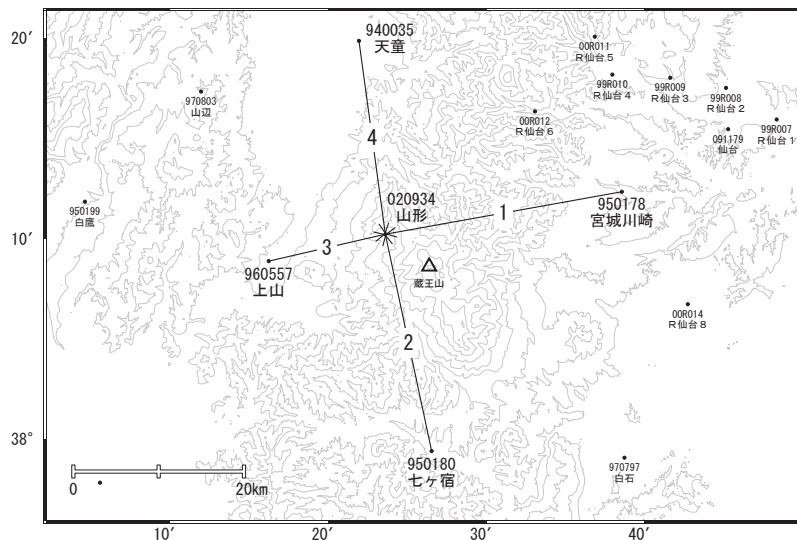 20′
940035
天童
00R011
R仙台5
99R010
R仙台4
99R009
R仙台3
99R008
R仙台2
970803
山辺
00R012
R仙台6
99R007
R仙台1
091179
仙台
4
950199
白鷹
020934
山形
1
950178
宮城川崎
10′
3
960557
上山
蔵王山
00R014
R仙台8
2
38°
950180
七ヶ宿
970797
白石
0
20km
10′
20′
30′
40′